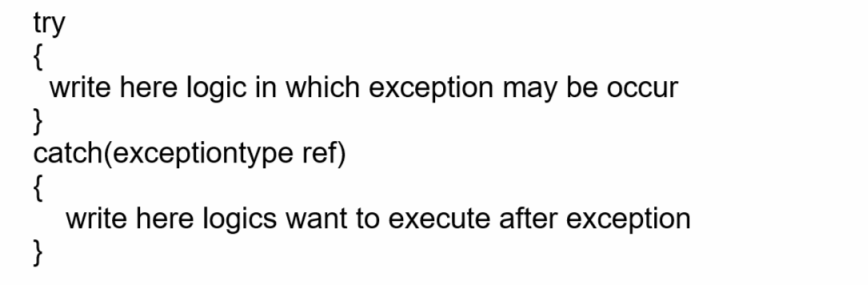 try
{
write here logic in which exception may be occur
}
catch(exceptiontype ref)
{
write here logics want to execute after exception
}